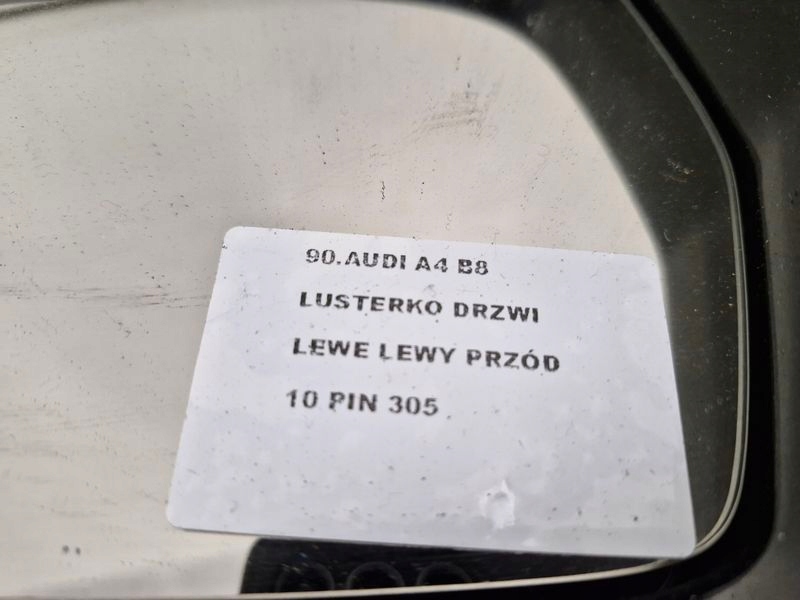 90.AUDI A4 B8
LUSTERKO DRZWI
LEWE LEWY PRZÓD
10 PIN 305